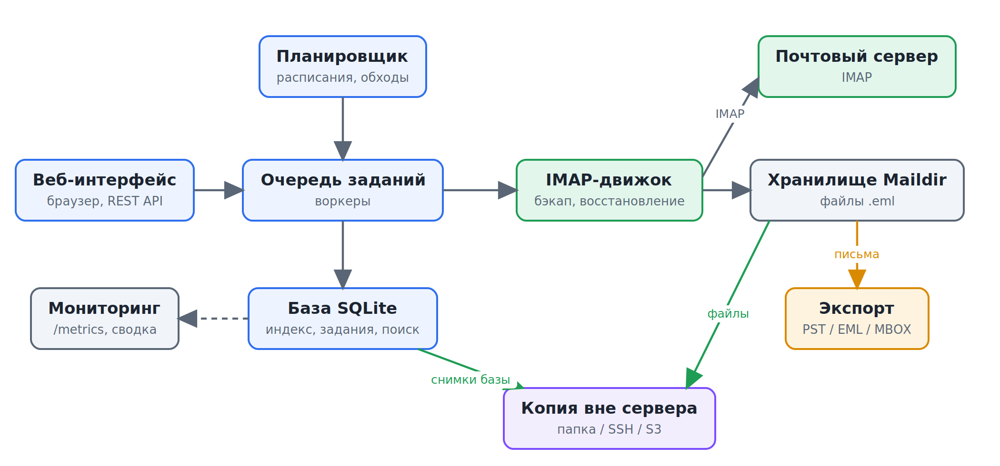 Планировщик
расписания, обходы
Почтовый сервер
IMAP
IMAP
Веб-интерфейс
браузер, REST API
Очередь заданий
воркеры
IMAP-движок
бэкап, восстановление
Хранилище Maildir
файлы .eml
письма
Мониторинг
/metrics, сводка
База SQLite
индекс, задания, поиск
файлы
Экспорт
PST / EML / MBOX
снимки базы
Копия вне сервера
папка / SSH / S3